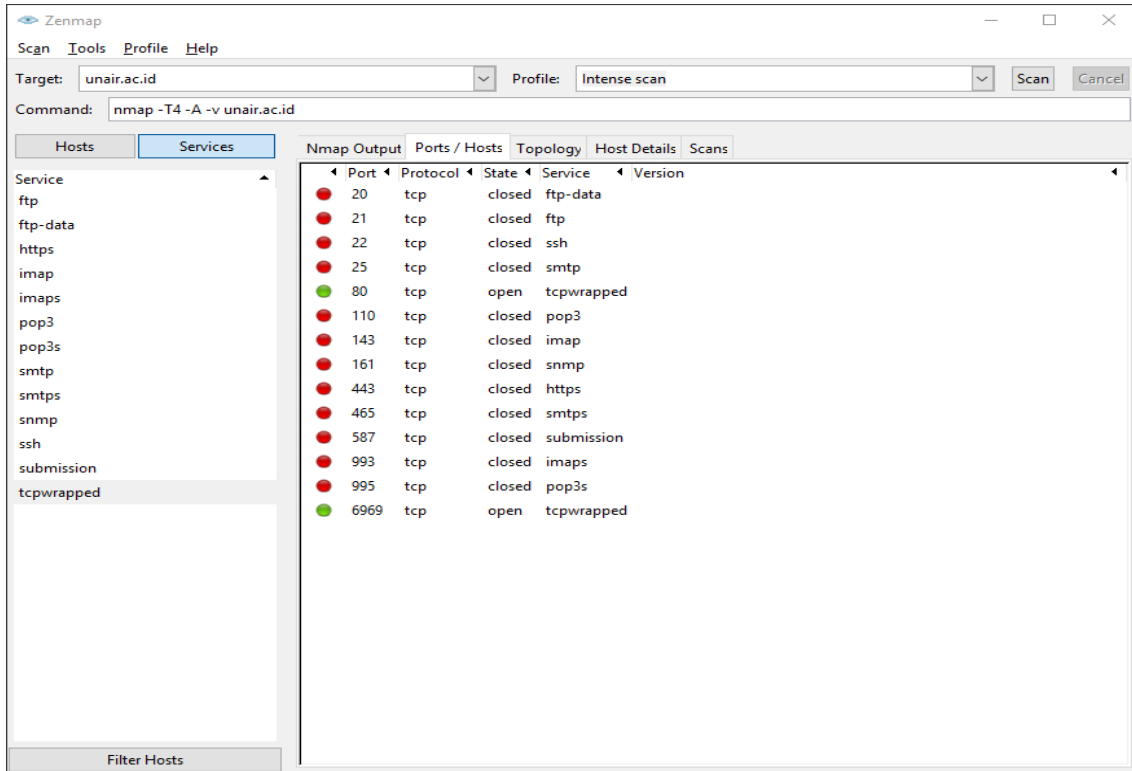 Zenmap
Scan Tools Profile Help
Target: unair.ac.id Profile: Intense scan Scan Cancel
Command: nmap -T4 -A -v unair.ac.id
Hosts Services
Service
ftp
ftp-data
https
imap
imaps
pop3
pop3s
smtp
smtps
snmp
ssh
submission
tcpwrapped
Filter Hosts
Nmap Output Ports / Hosts Topology Host Details Scans
Port Protocol State Service Version
20 tcp closed ftp-data
21 tcp closed ftp
22 tcp closed ssh
25 tcp closed smtp
80 tcp open tcpwrapped
110 tcp closed pop3
143 tcp closed imap
161 tcp closed snmp
443 tcp closed https
465 tcp closed smtps
587 tcp closed submission
993 tcp closed imaps
995 tcp closed pop3s
6969 tcp open tcpwrapped